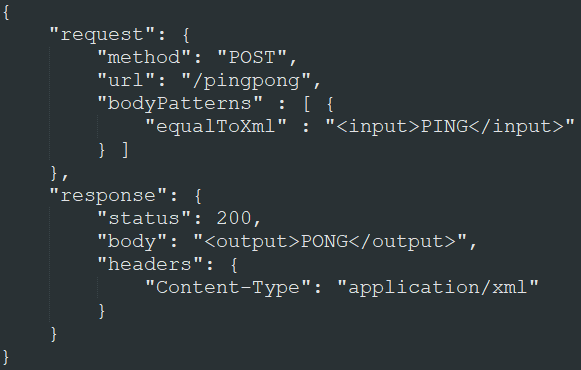 {
    "request": {
        "method": "POST",
        "url": "/pingpong",
        "bodyPatterns" : [ {
            "equalToXml" : "<input>PING</input>"
        } ]
    },
    "response": {
        "status": 200,
        "body": "<output>PONG</output>",
        "headers": {
            "Content-Type": "application/xml"
        }
    }
}